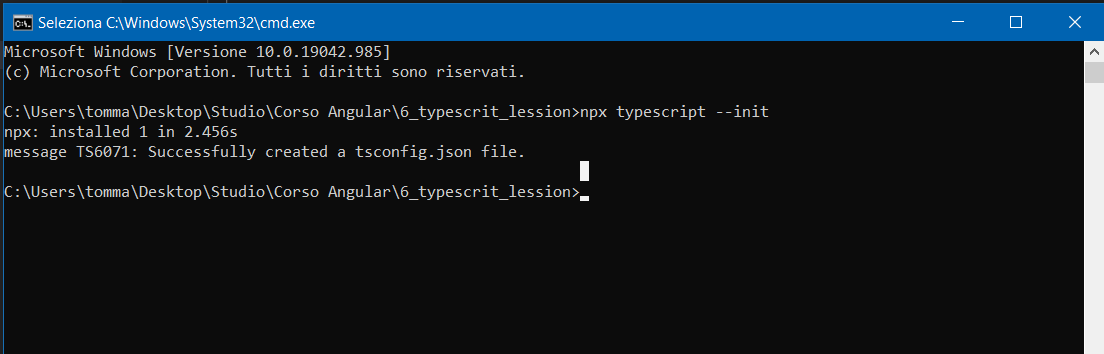 Seleziona C:\Windows\System32\cmd.exe
Microsoft Windows [Versione 10.0.19042.985]
(c) Microsoft Corporation. Tutti i diritti sono riservati.
C:\Users\tomma\Desktop\Studio\Corso Angular\6_typescrit_lession>npx typescript --init
npx: installed 1 in 2.456s
message TS6071: Successfully created a tsconfig.json file.
C:\Users\tomma\Desktop\Studio\Corso Angular\6_typescrit_lession>